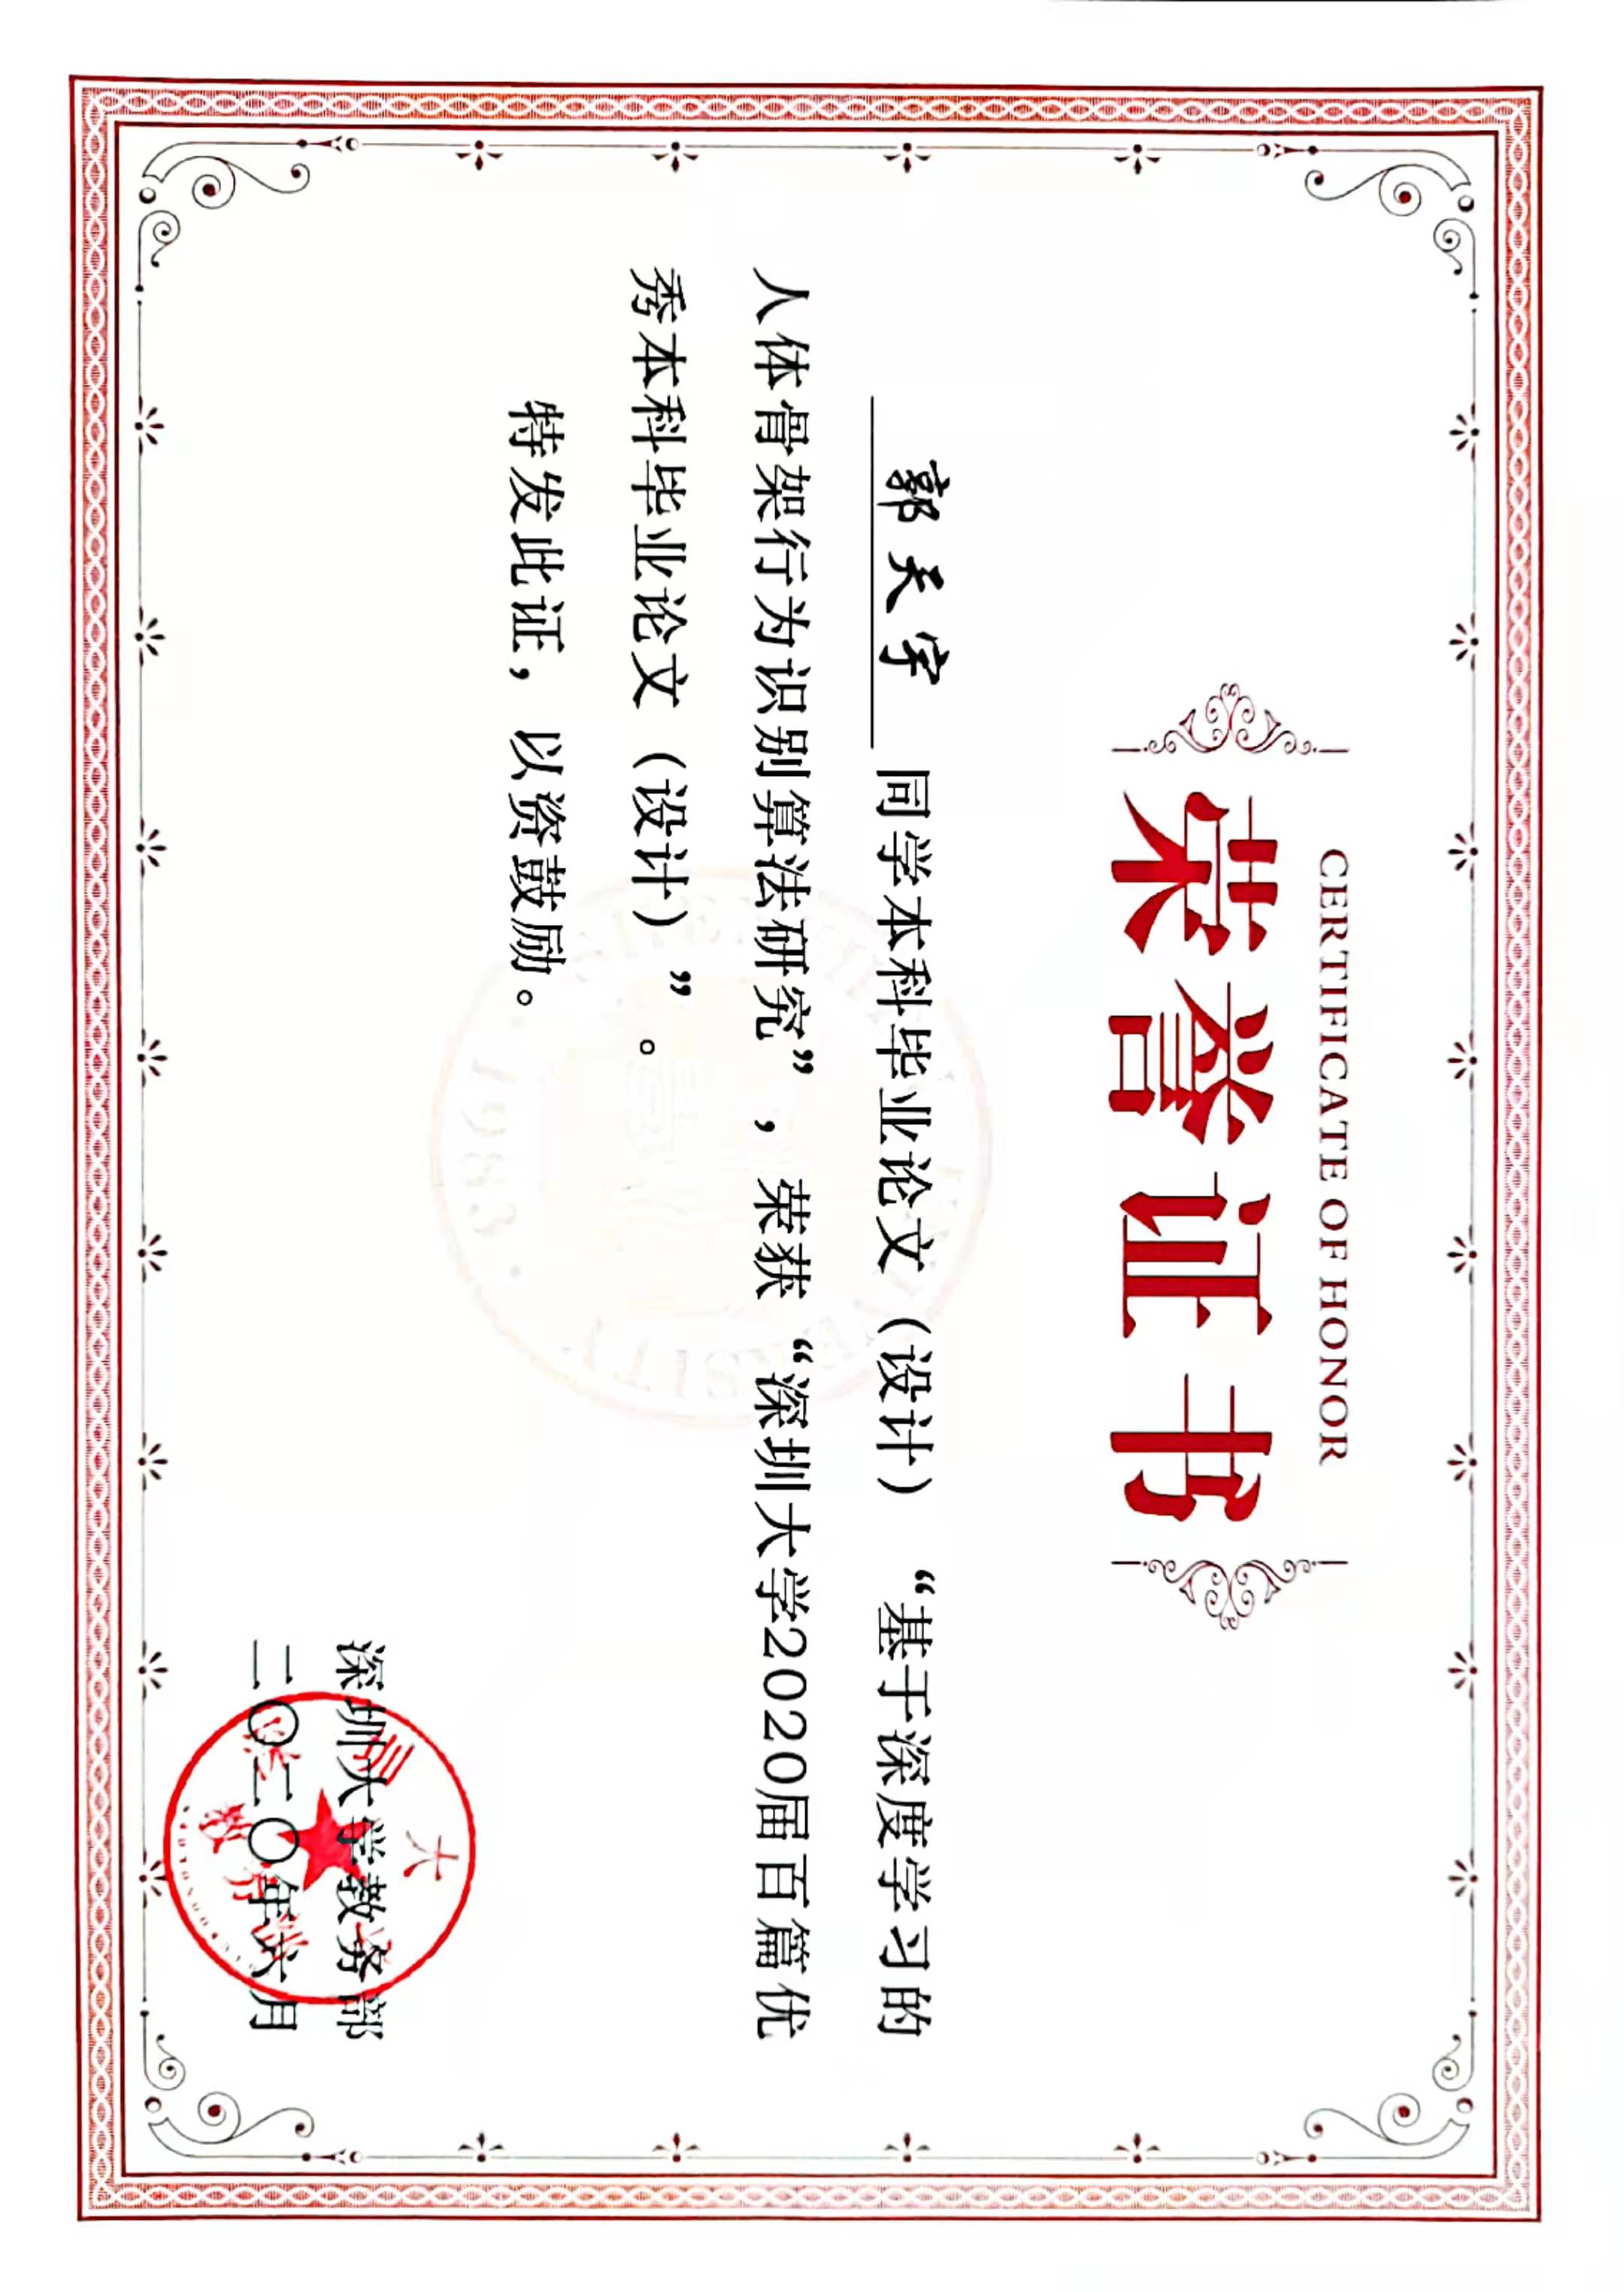 CERTIFICATE OF HONOR
荣誉证书
郭天宇 同学本科毕业论文（设计）“基于深度学习的
人体骨架行为识别算法研究”，荣获“深圳大学2020届百篇优
秀本科毕业论文（设计）”。
特发此证，以资鼓励。
1983
深圳大学教务部
二〇二〇年六月